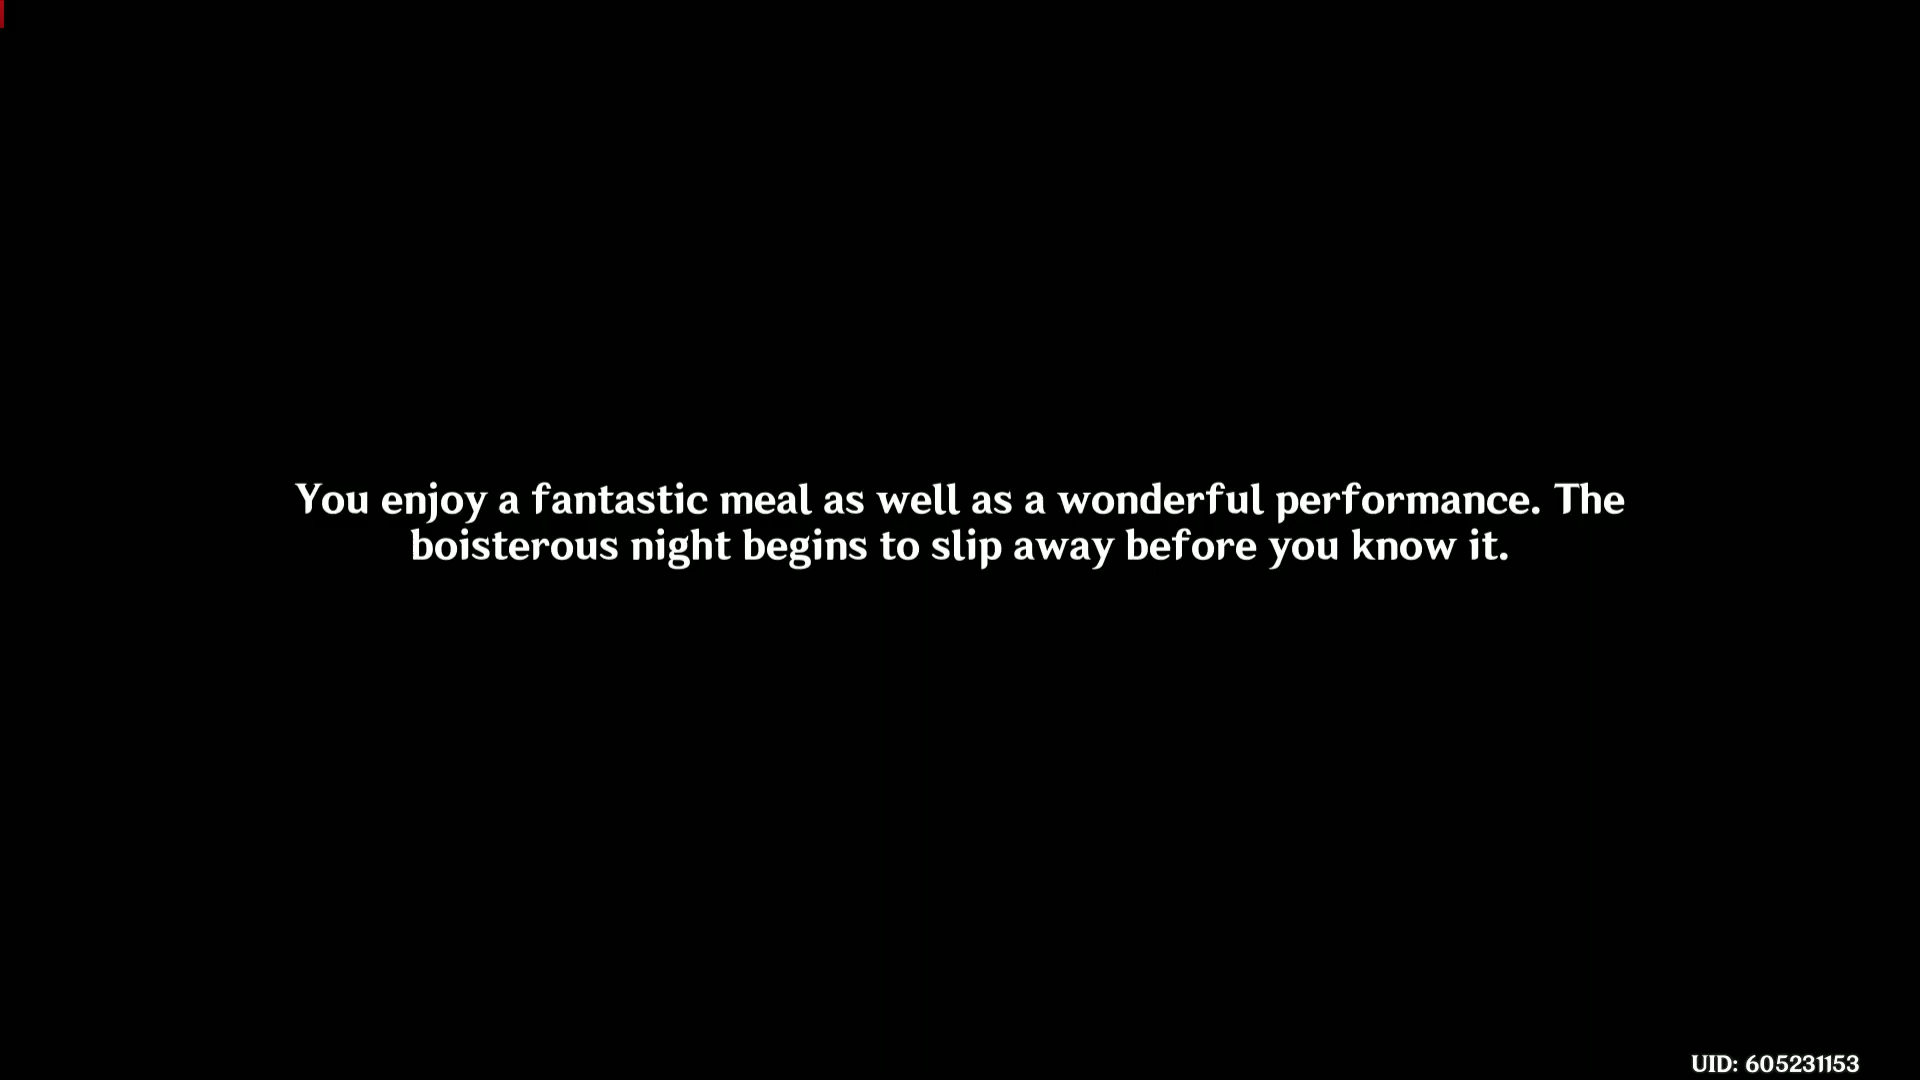 You enjoy a fantastic meal as well as a wonderful performance. The
boisterous night begins to slip away before you know it.
UID: 605231153